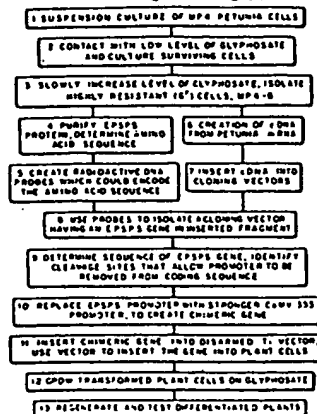 1 SUSPENSION CULTURE OF MP4 PETUNIA CELLS
2 CONTACT WITH LOW LEVEL OF GLYPHOSATE
AND CULTURE SURVIVING CELLS
3 SLOWLY INCREASE LEVEL OF GLYPHOSATE, ISOLATE
HIGHLY RESISTANT (Gʳ) CELLS, MP4-G
4 PURIFY EPSPS
PROTEIN, DETERMINE AMINO
ACID SEQUENCE
6 CREATION OF cDNA
FROM PETUNIA mRNA
5 CREATE RADIOACTIVE DNA
PROBES WHICH COULD ENCODE
THE AMINO ACID SEQUENCE
7 INSERT cDNA INTO
CLONING VECTORS
8 USE PROBES TO ISOLATE A CLONING VECTOR
HAVING AN EPSPS GENE IN INSERTED FRAGMENT
9 DETERMINE SEQUENCE OF EPSPS GENE, IDENTIFY
CLEAVAGE SITES THAT ALLOW PROMOTER TO BE
REMOVED FROM CODING SEQUENCE
10 REPLACE EPSPS PROMOTER WITH STRONGER CaMV 35S
PROMOTER, TO CREATE CHIMERIC GENE
11 INSERT CHIMERIC GENE INTO DISARMED Ti VECTOR,
USE VECTOR TO INSERT THE GENE INTO PLANT CELLS
12 GROW TRANSFORMED PLANT CELLS ON GLYPHOSATE
13 REGENERATE AND TEST DIFFERENTIATED PLANTS